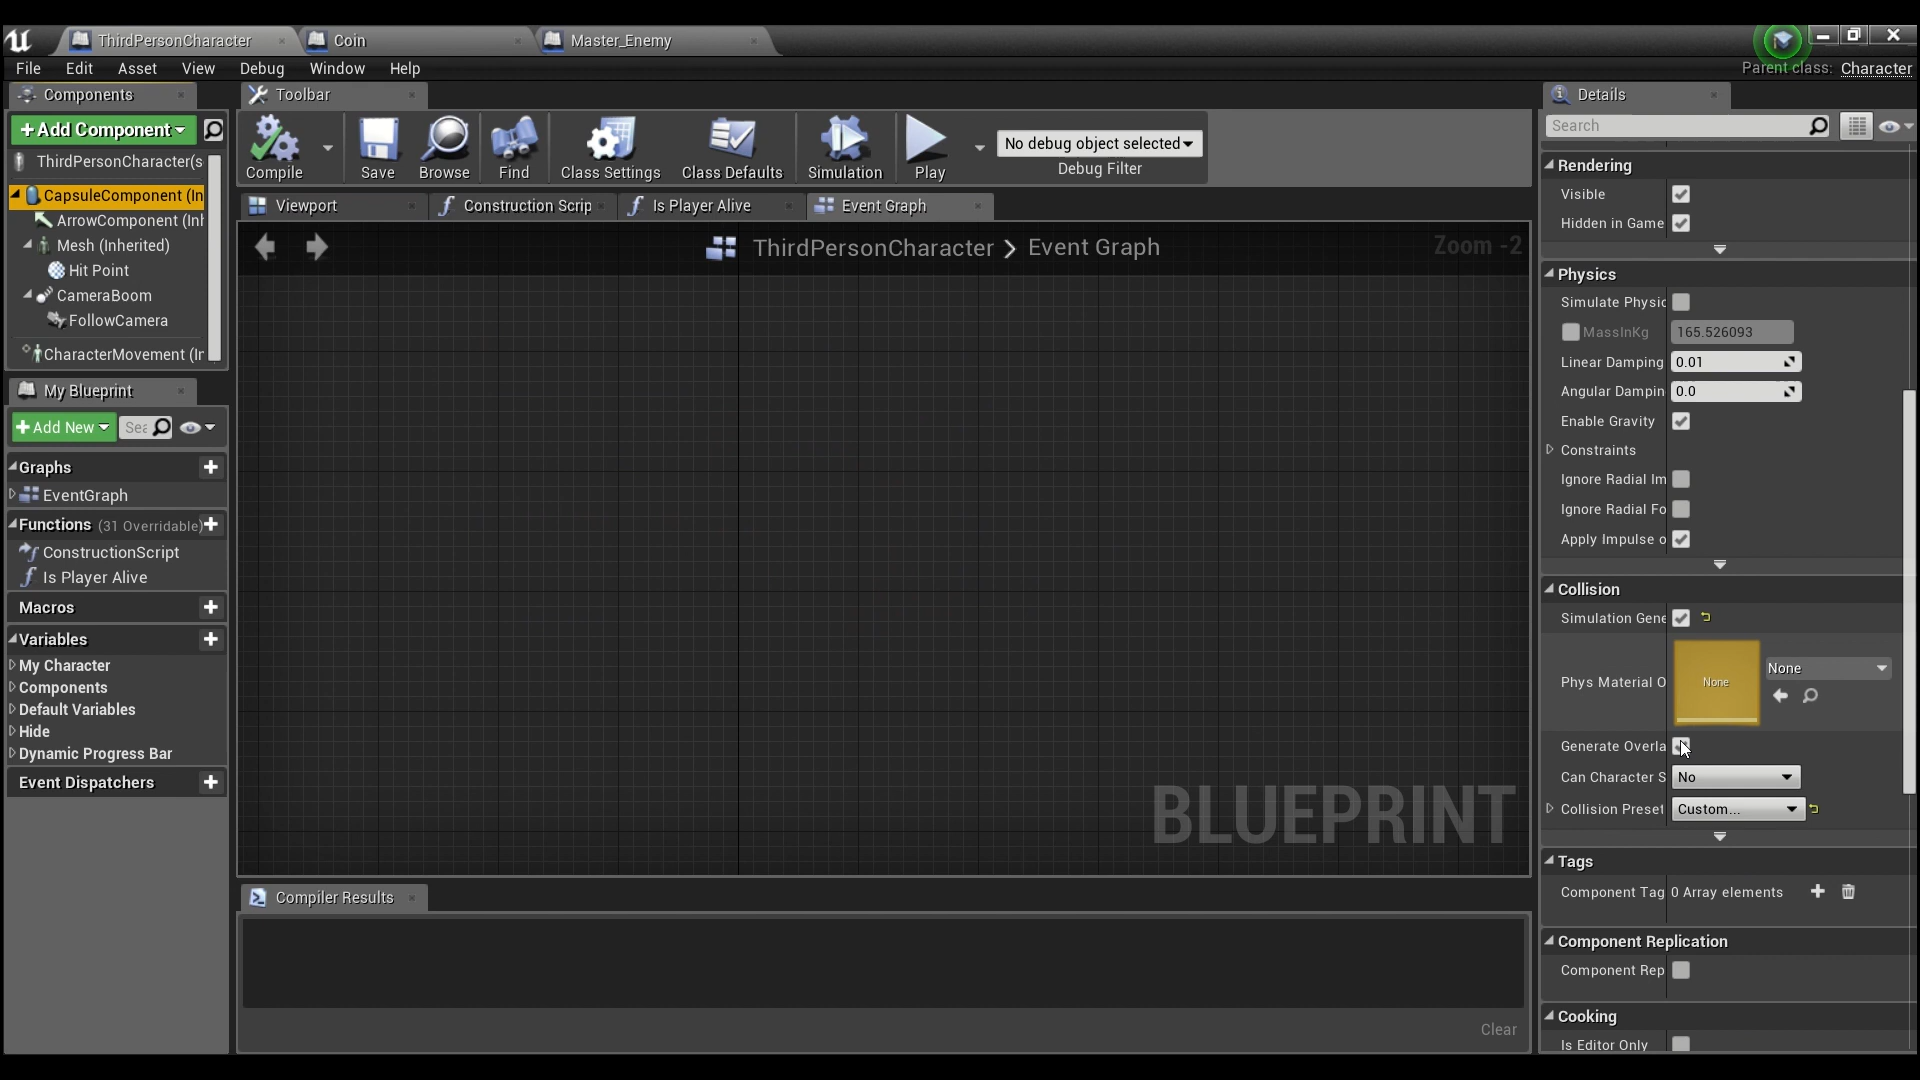 ThirdPersonCharacter
Coin
Master_Enemy
File
Edit
Asset
View
Debug
Window
Help
Parent class: Character
Components
+Add Component
ThirdPersonCharacter(s
CapsuleComponent (In
ArrowComponent (Inh
Mesh (Inherited)
Hit Point
CameraBoom
FollowCamera
CharacterMovement (Ir
My Blueprint
+Add New
Sea
Graphs
EventGraph
Functions (31 Overridable)
ConstructionScript
Is Player Alive
Macros
Variables
My Character
Components
Default Variables
Hide
Dynamic Progress Bar
Event Dispatchers
Toolbar
Compile
Save
Browse
Find
Class Settings
Class Defaults
Simulation
Play
No debug object selected
Debug Filter
Viewport
Construction Scrip
Is Player Alive
Event Graph
ThirdPersonCharacter > Event Graph
Zoom -2
BLUEPRINT
Compiler Results
Clear
Details
Search
Rendering
Visible
Hidden in Game
Physics
Simulate Physic
MassInKg 165.526093
Linear Damping 0.01
Angular Dampin 0.0
Enable Gravity
Constraints
Ignore Radial Im
Ignore Radial Fo
Apply Impulse o
Collision
Simulation Gene
Phys Material O
None
None
Generate Overla
Can Character S No
Collision Preset Custom...
Tags
Component Tag 0 Array elements
Component Replication
Component Rep
Cooking
Is Editor Only